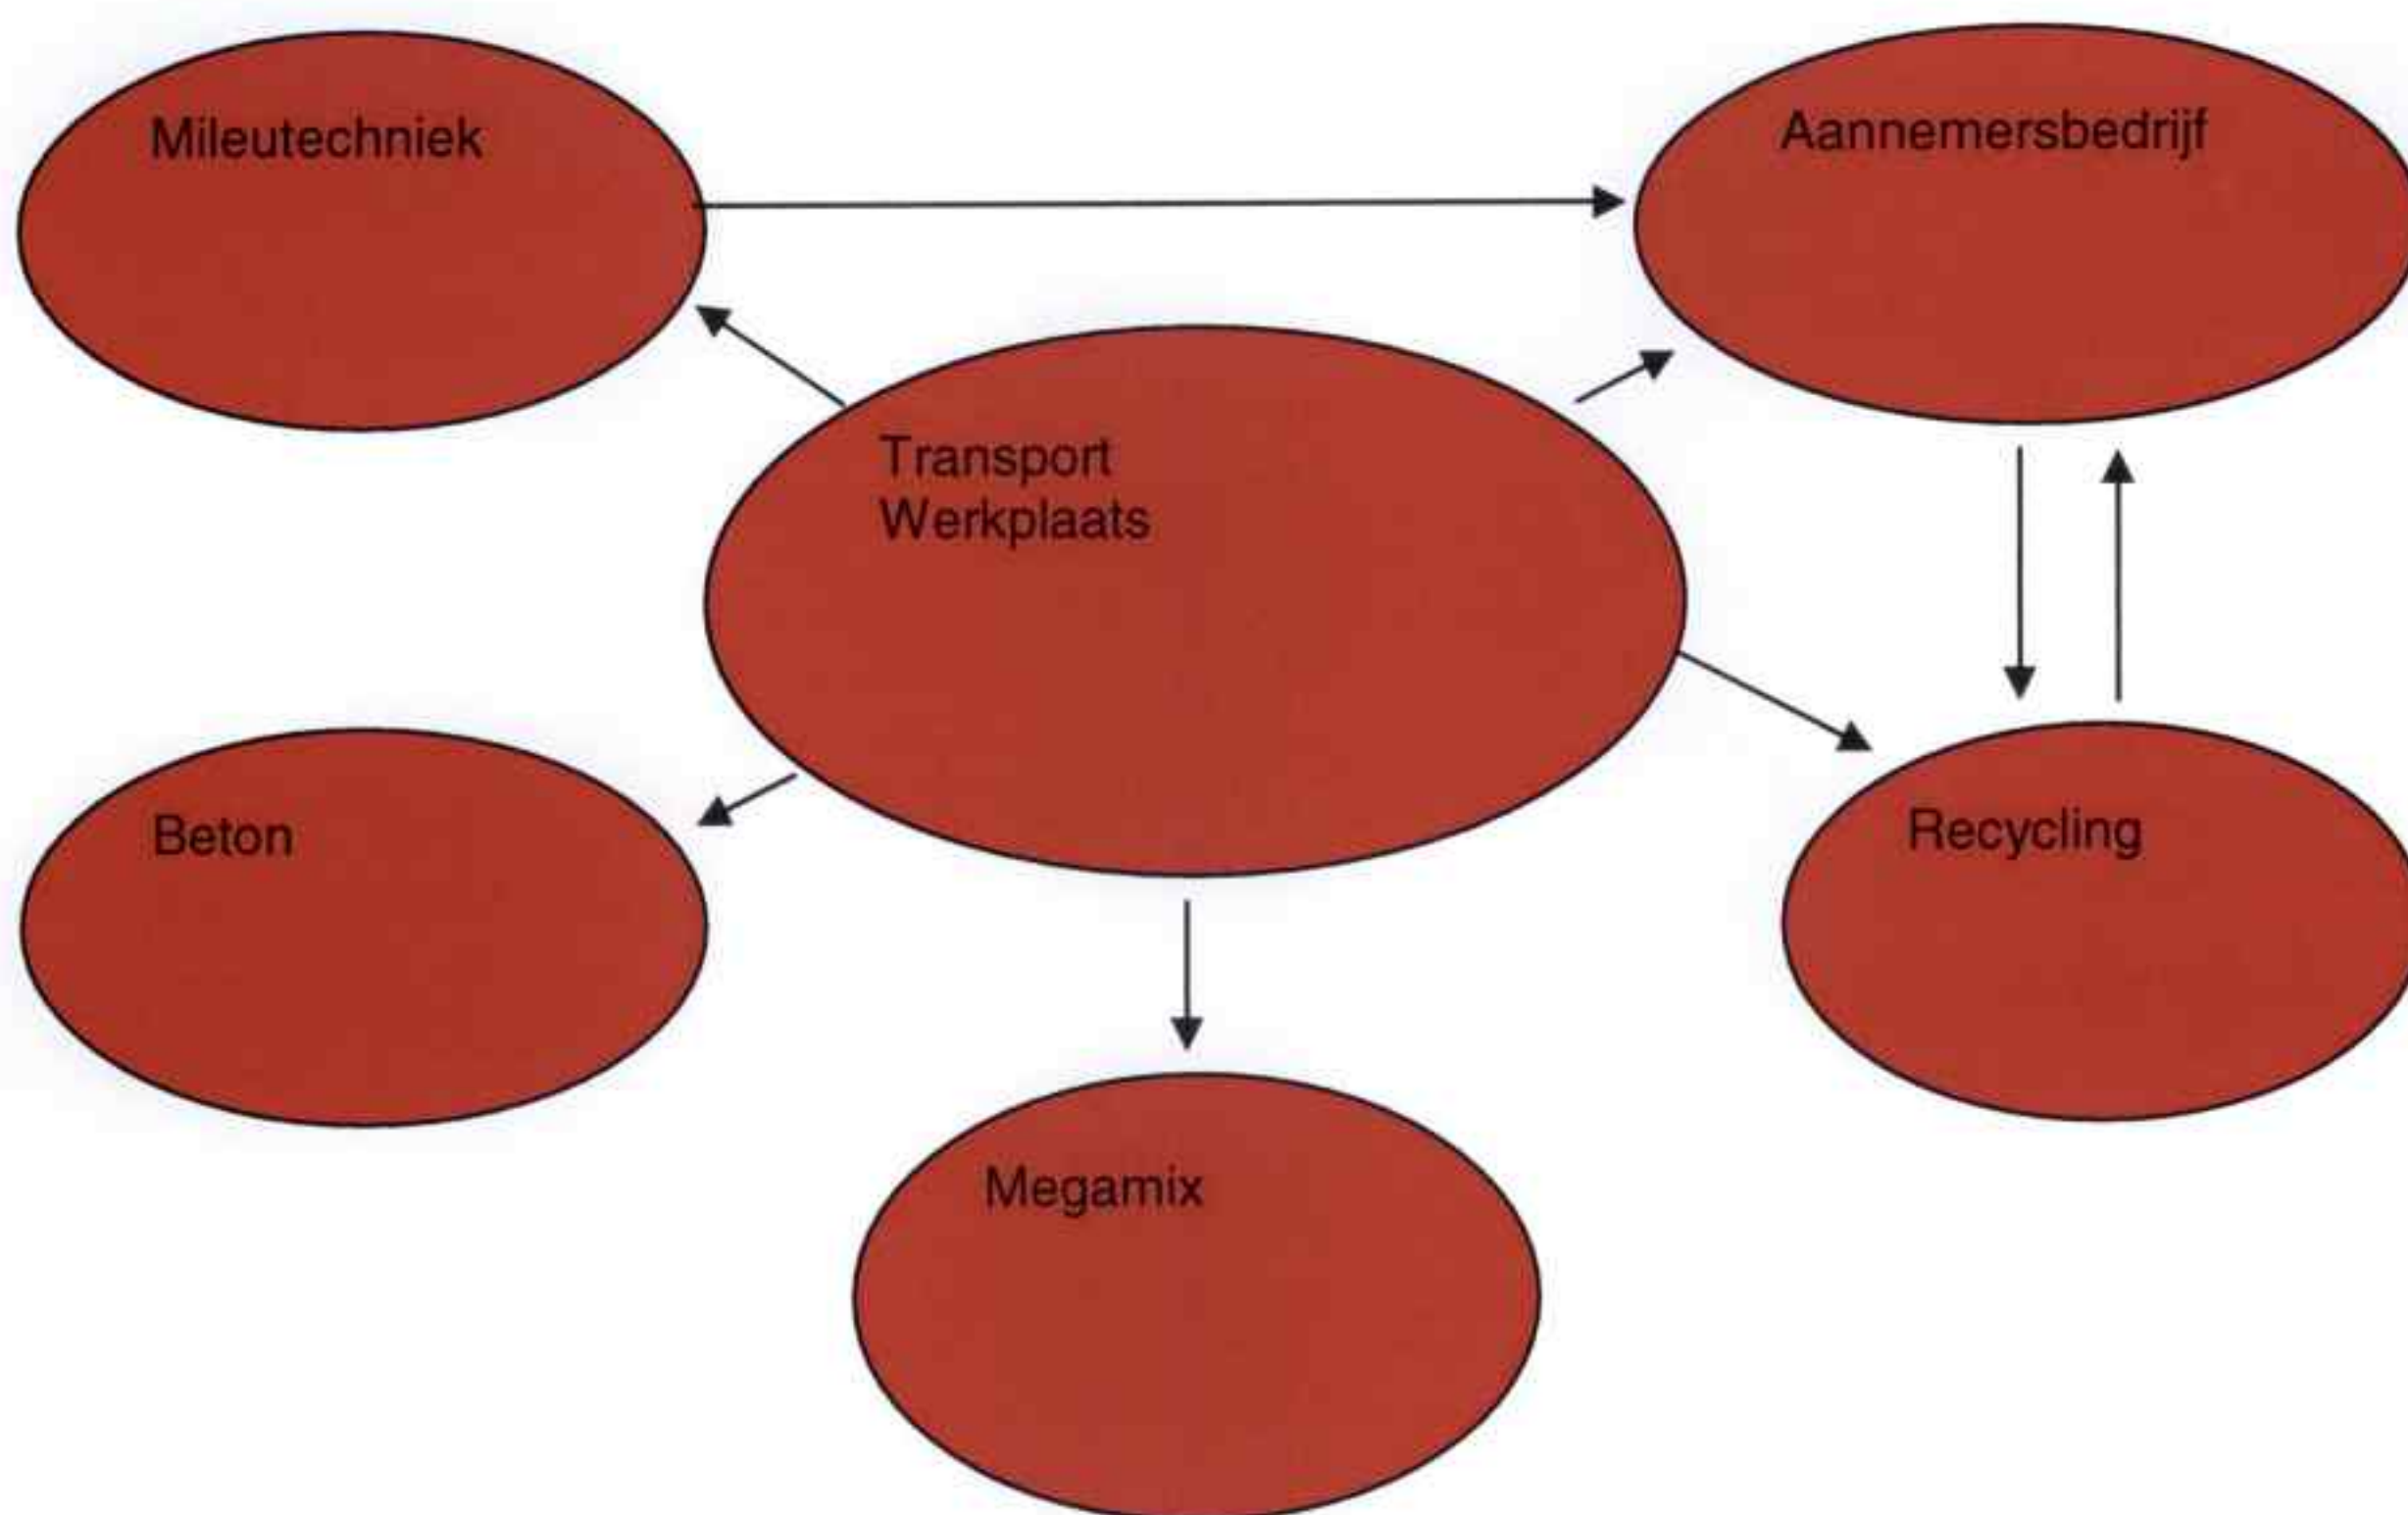 Mileutechniek
Aannemersbedrijf
Transport
Werkplaats
Beton
Recycling
Megamix